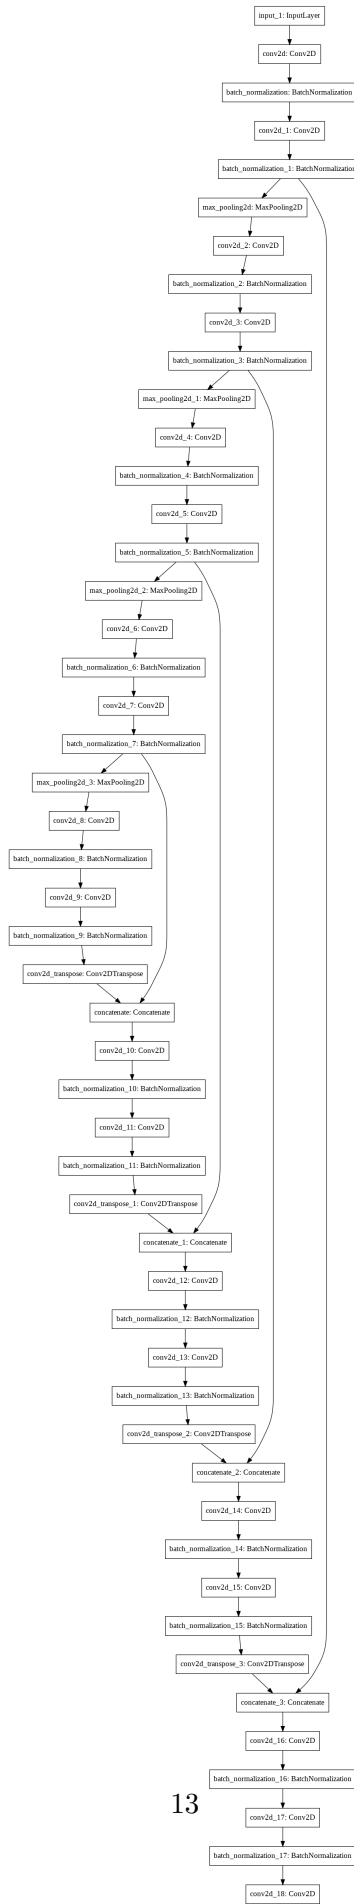 input_1: InputLayer
conv2d: Conv2D
batch_normalization: BatchNormalization
conv2d_1: Conv2D
batch_normalization_1: BatchNormalization
max_pooling2d: MaxPooling2D
conv2d_2: Conv2D
batch_normalization_2: BatchNormalization
conv2d_3: Conv2D
batch_normalization_3: BatchNormalization
max_pooling2d_1: MaxPooling2D
conv2d_4: Conv2D
batch_normalization_4: BatchNormalization
conv2d_5: Conv2D
batch_normalization_5: BatchNormalization
max_pooling2d_2: MaxPooling2D
conv2d_6: Conv2D
batch_normalization_6: BatchNormalization
conv2d_7: Conv2D
batch_normalization_7: BatchNormalization
max_pooling2d_3: MaxPooling2D
conv2d_8: Conv2D
batch_normalization_8: BatchNormalization
conv2d_9: Conv2D
batch_normalization_9: BatchNormalization
conv2d_transpose: Conv2DTranspose
concatenate: Concatenate
conv2d_10: Conv2D
batch_normalization_10: BatchNormalization
conv2d_11: Conv2D
batch_normalization_11: BatchNormalization
conv2d_transpose_1: Conv2DTranspose
concatenate_1: Concatenate
conv2d_12: Conv2D
batch_normalization_12: BatchNormalization
conv2d_13: Conv2D
batch_normalization_13: BatchNormalization
conv2d_transpose_2: Conv2DTranspose
concatenate_2: Concatenate
conv2d_14: Conv2D
batch_normalization_14: BatchNormalization
conv2d_15: Conv2D
batch_normalization_15: BatchNormalization
conv2d_transpose_3: Conv2DTranspose
concatenate_3: Concatenate
conv2d_16: Conv2D
batch_normalization_16: BatchNormalization
13
conv2d_17: Conv2D
batch_normalization_17: BatchNormalization
conv2d_18: Conv2D